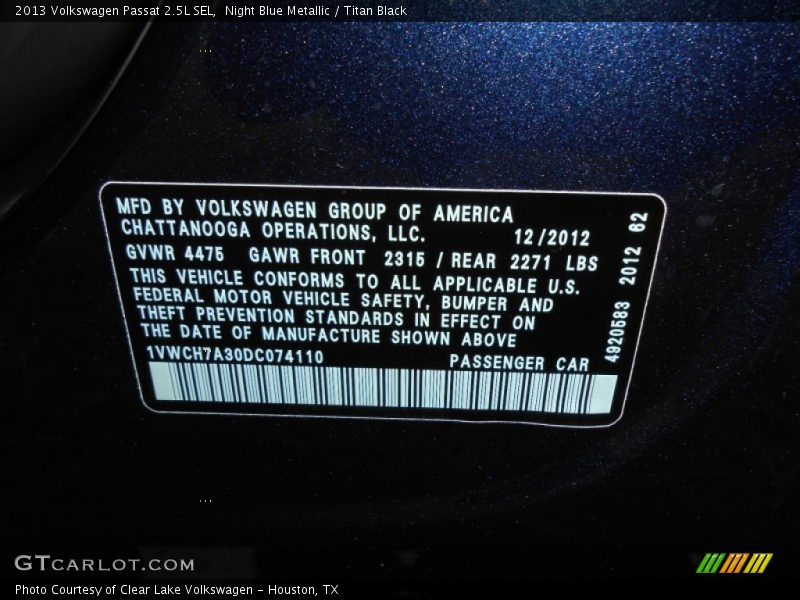 2013 Volkswagen Passat 2.5L SEL,  Night Blue Metallic / Titan Black
MFD BY VOLKSWAGEN GROUP OF AMERICA
CHATTANOOGA OPERATIONS, LLC. 12/2012
GVWR 4475 GAWR FRONT 2315 / REAR 2271 LBS
THIS VEHICLE CONFORMS TO ALL APPLICABLE U.S.
FEDERAL MOTOR VEHICLE SAFETY, BUMPER AND
THEFT PREVENTION STANDARDS IN EFFECT ON
THE DATE OF MANUFACTURE SHOWN ABOVE
1VWCH7A30DC074110 PASSENGER CAR
4920583 2012 62
GTCARLOT.COM
Photo Courtesy of Clear Lake Volkswagen - Houston, TX